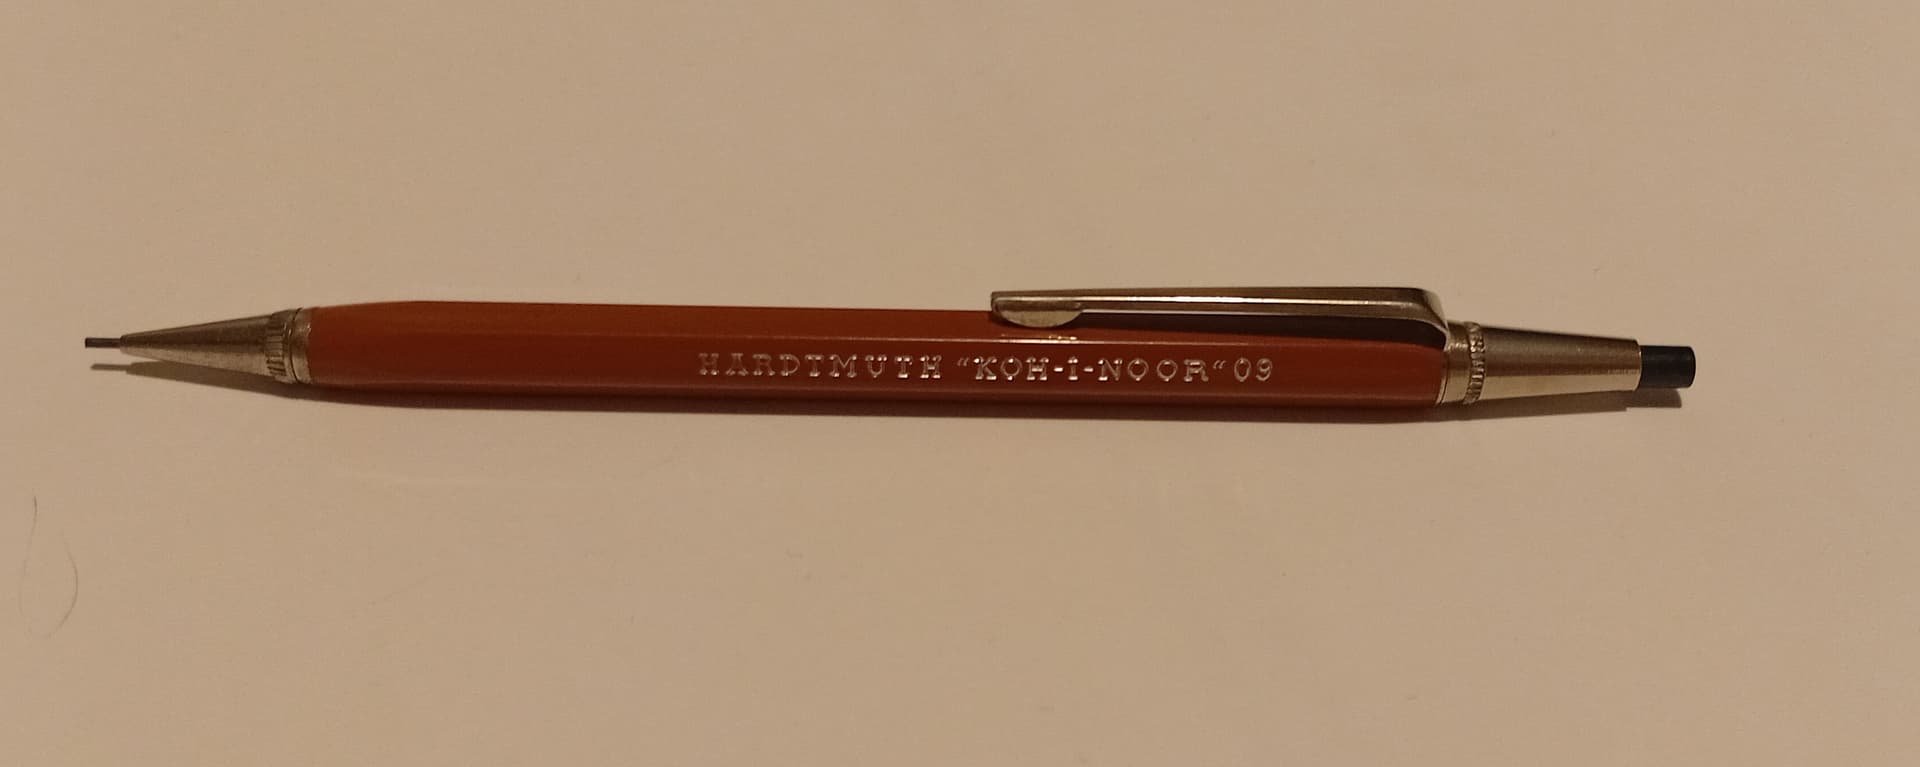 HARDTMUTH “KOH-I-NOOR“ 09